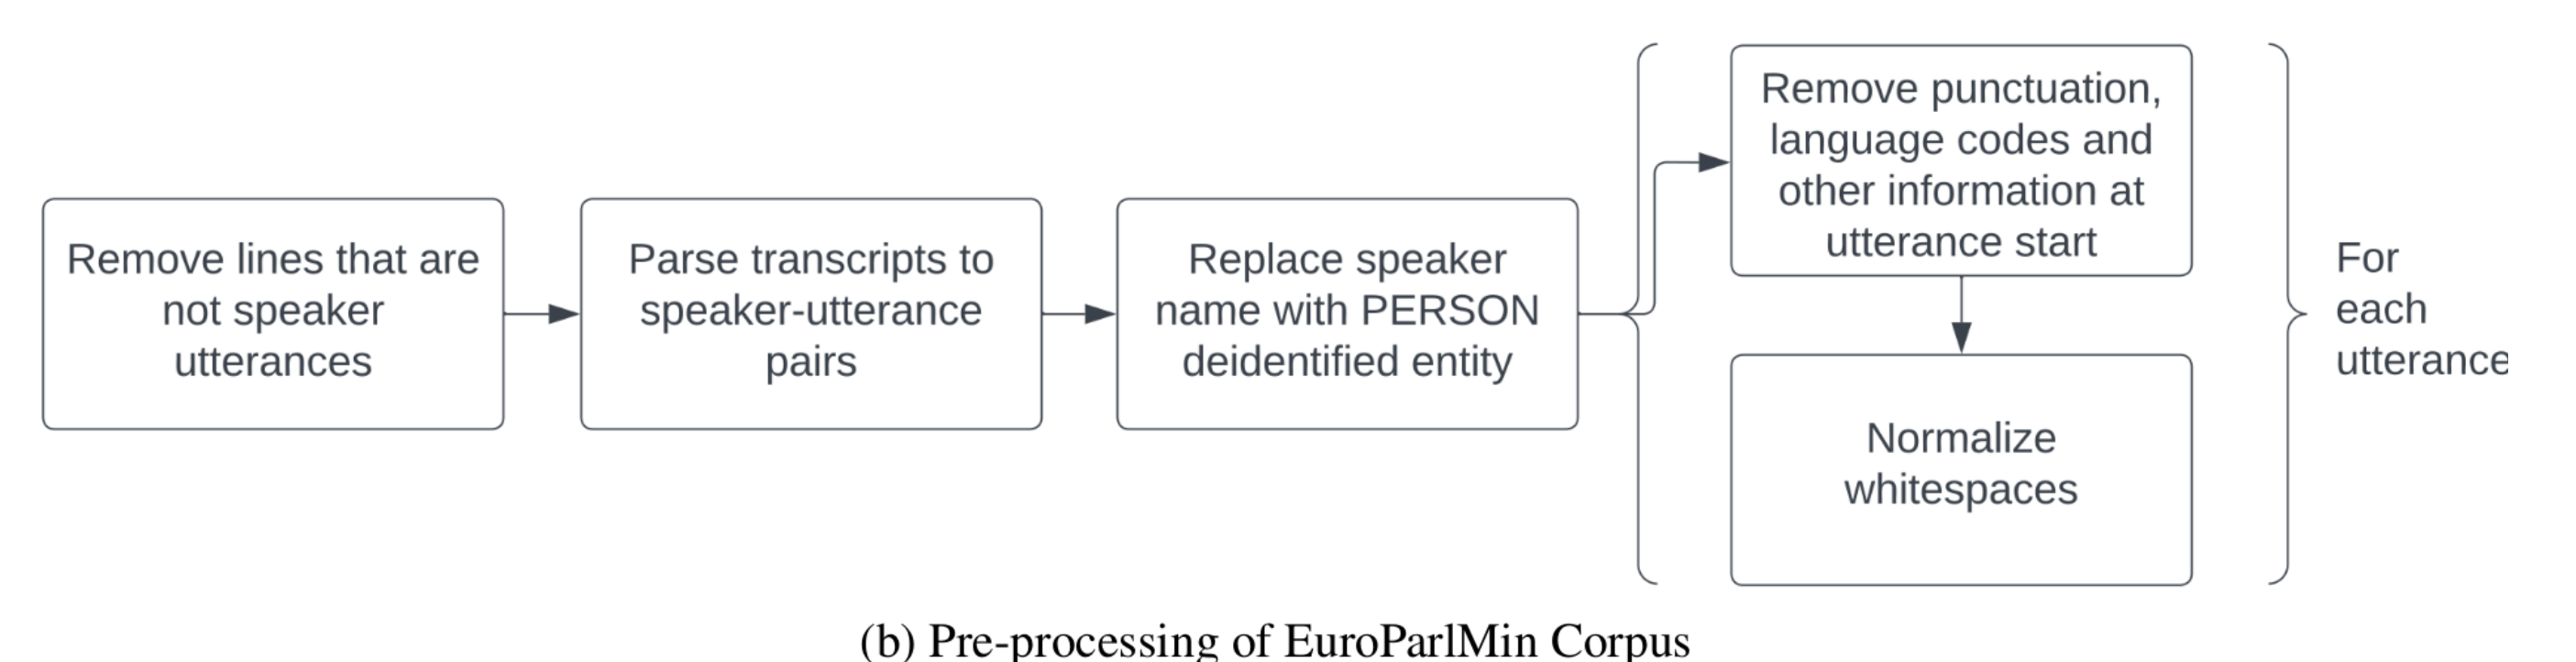 Remove lines that are
not speaker
utterances
Parse transcripts to
speaker-utterance
pairs
Replace speaker
name with PERSON
deidentified entity
Remove punctuation,
language codes and
other information at
utterance start
Normalize
whitespaces
For
each
utterance
(b) Pre-processing of EuroParlMin Corpus